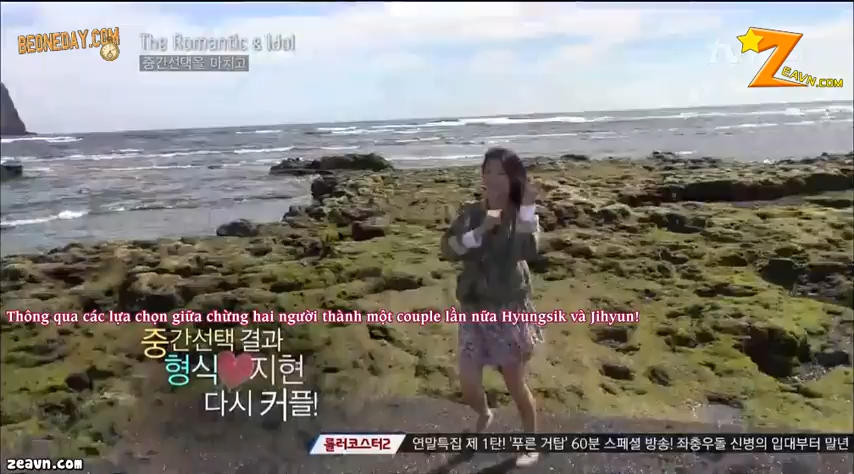 BEDNEDAY.COM
The Romantic & Idol
중간선택을 마치고
tvN
ZEAVN.COM
Thông qua các lựa chọn giữa chừng hai người thành một couple lần nữa Hyungsik và Jihyun!
중간선택 결과
형식♥지현
다시 커플!
롤러코스터2 연말특집 제 1탄! '푸른 거탑' 60분 스페셜 방송! 좌충우돌 신병의 입대부터 말년
zeavn.com